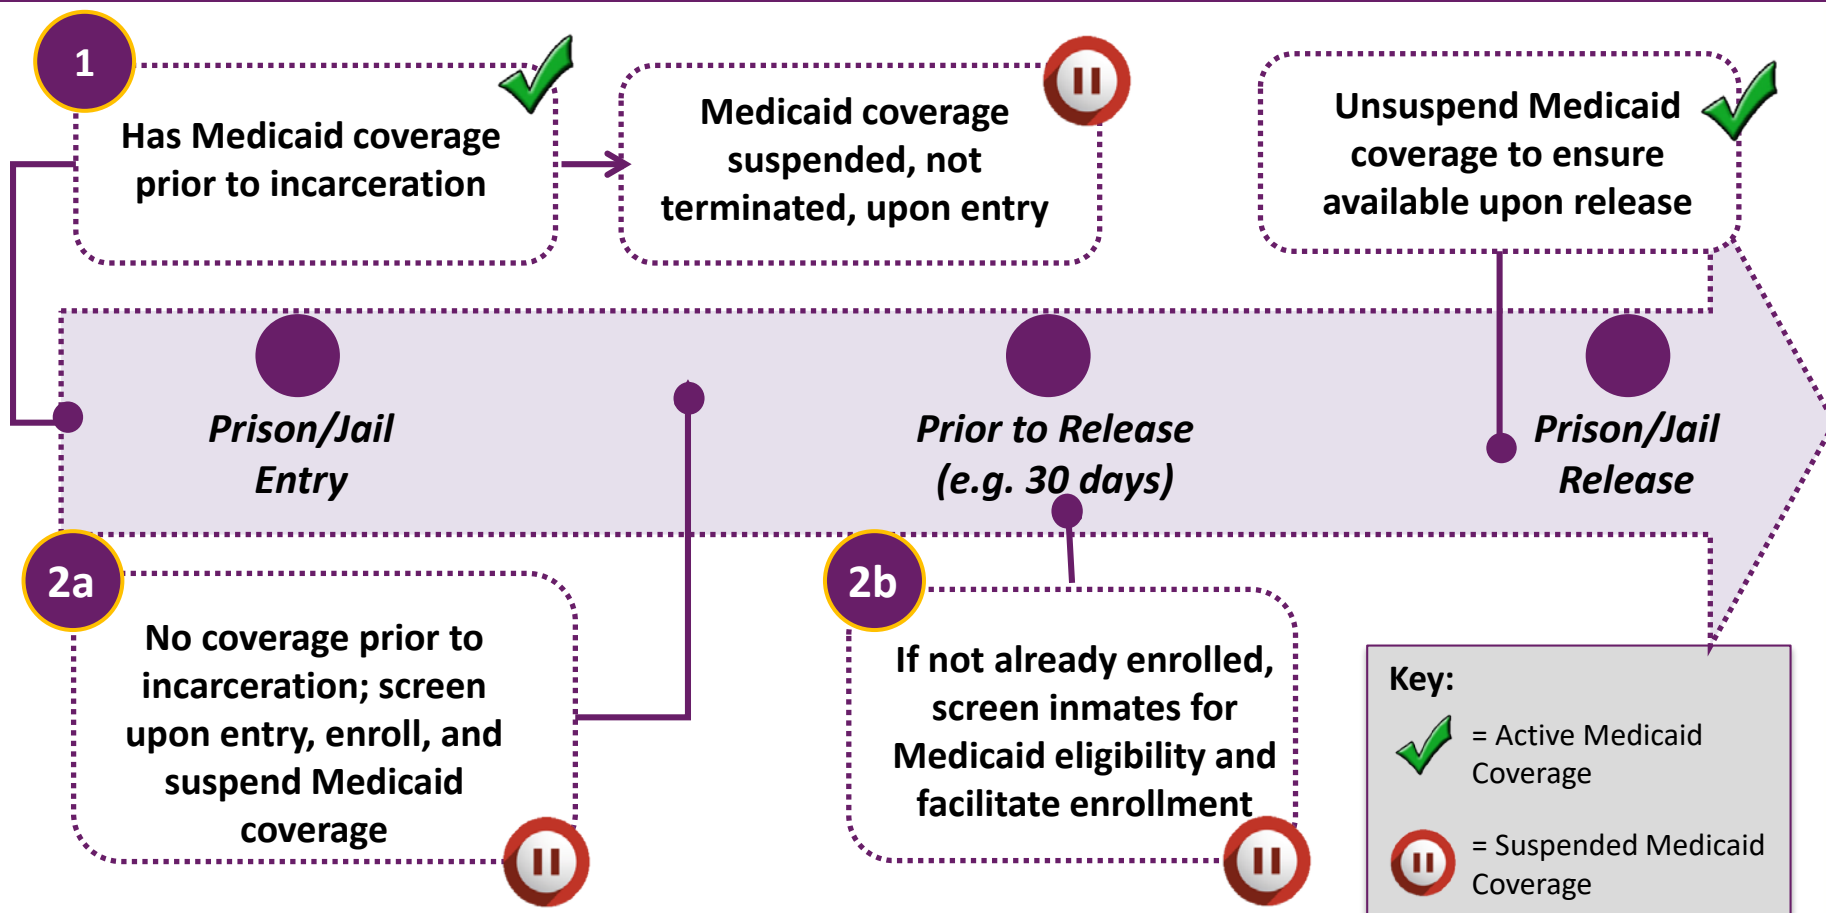 1
Has Medicaid coverage
prior to incarceration
Medicaid coverage
suspended, not
terminated, upon entry
Unsuspend Medicaid
coverage to ensure
available upon release
Prison/Jail
Entry
Prior to Release
(e.g. 30 days)
Prison/Jail
Release
2a
No coverage prior to
incarceration; screen
upon entry, enroll, and
suspend Medicaid
coverage
2b
If not already enrolled,
screen inmates for
Medicaid eligibility and
facilitate enrollment
Key:
= Active Medicaid
Coverage
= Suspended Medicaid
Coverage